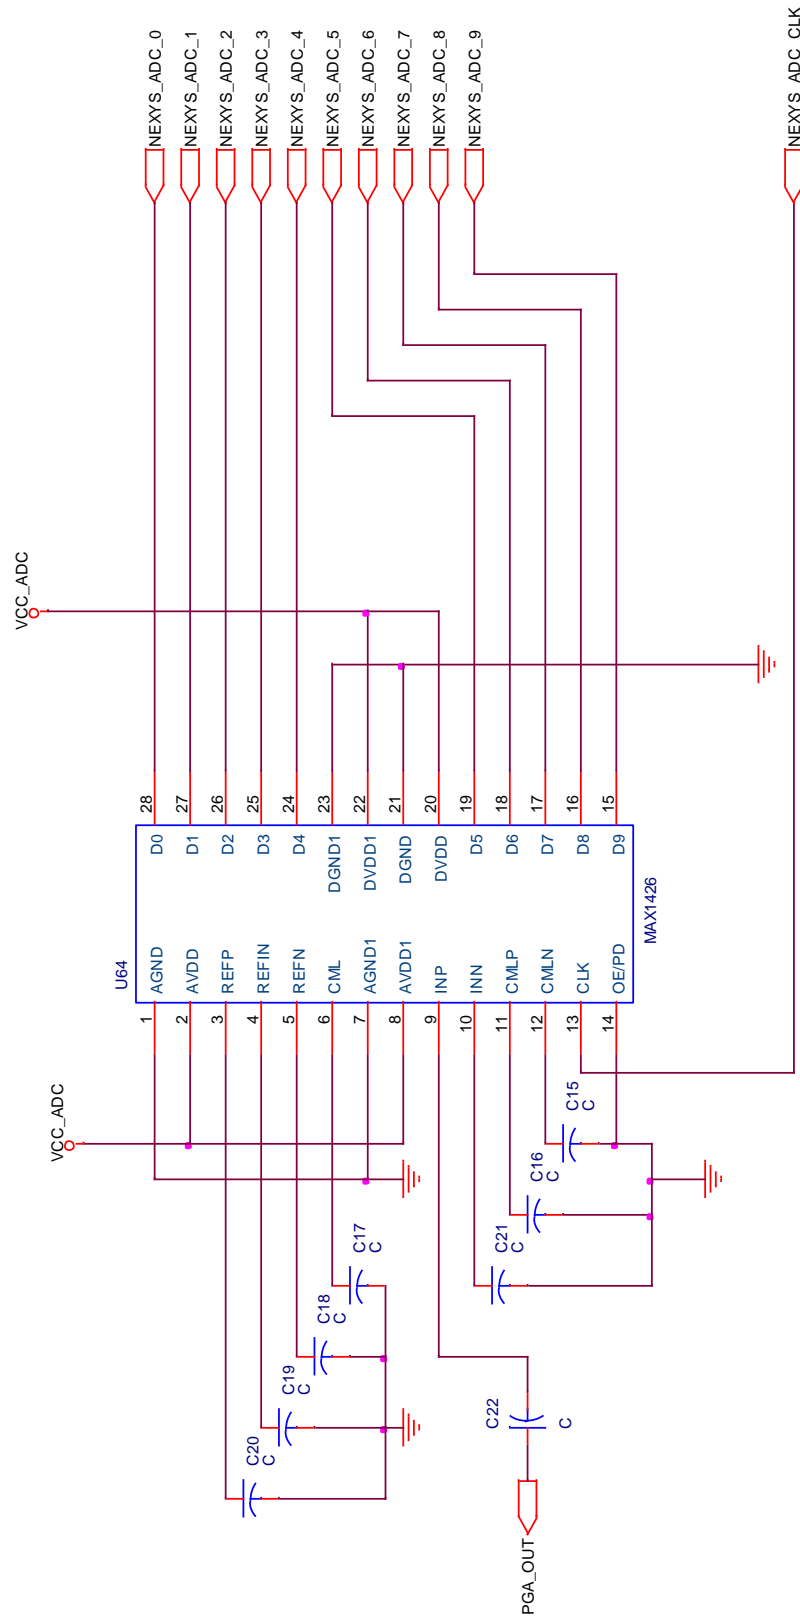 NEXYS_ADC_0
NEXYS_ADC_1
NEXYS_ADC_2
NEXYS_ADC_3
NEXYS_ADC_4
NEXYS_ADC_5
NEXYS_ADC_6
NEXYS_ADC_7
NEXYS_ADC_8
NEXYS_ADC_9
NEXYS_ADC_CLK
VCC_ADC
28
27
26
25
24
23
22
21
20
19
18
17
16
15
D0
D1
D2
D3
D4
DGND1
DVDD1
DGND
DVDD
D5
D6
D7
D8
D9
U64
MAX1426
AGND
AVDD
REFP
REFIN
REFN
CML
AGND1
AVDD1
INP
INN
CMLP
CMLN
CLK
OE/PD
1
2
3
4
5
6
7
8
9
10
11
12
13
14
VCC_ADC
C15
C
C16
C
C21
C
C17
C
C18
C
C19
C
C20
C
C22
C
PGA_OUT